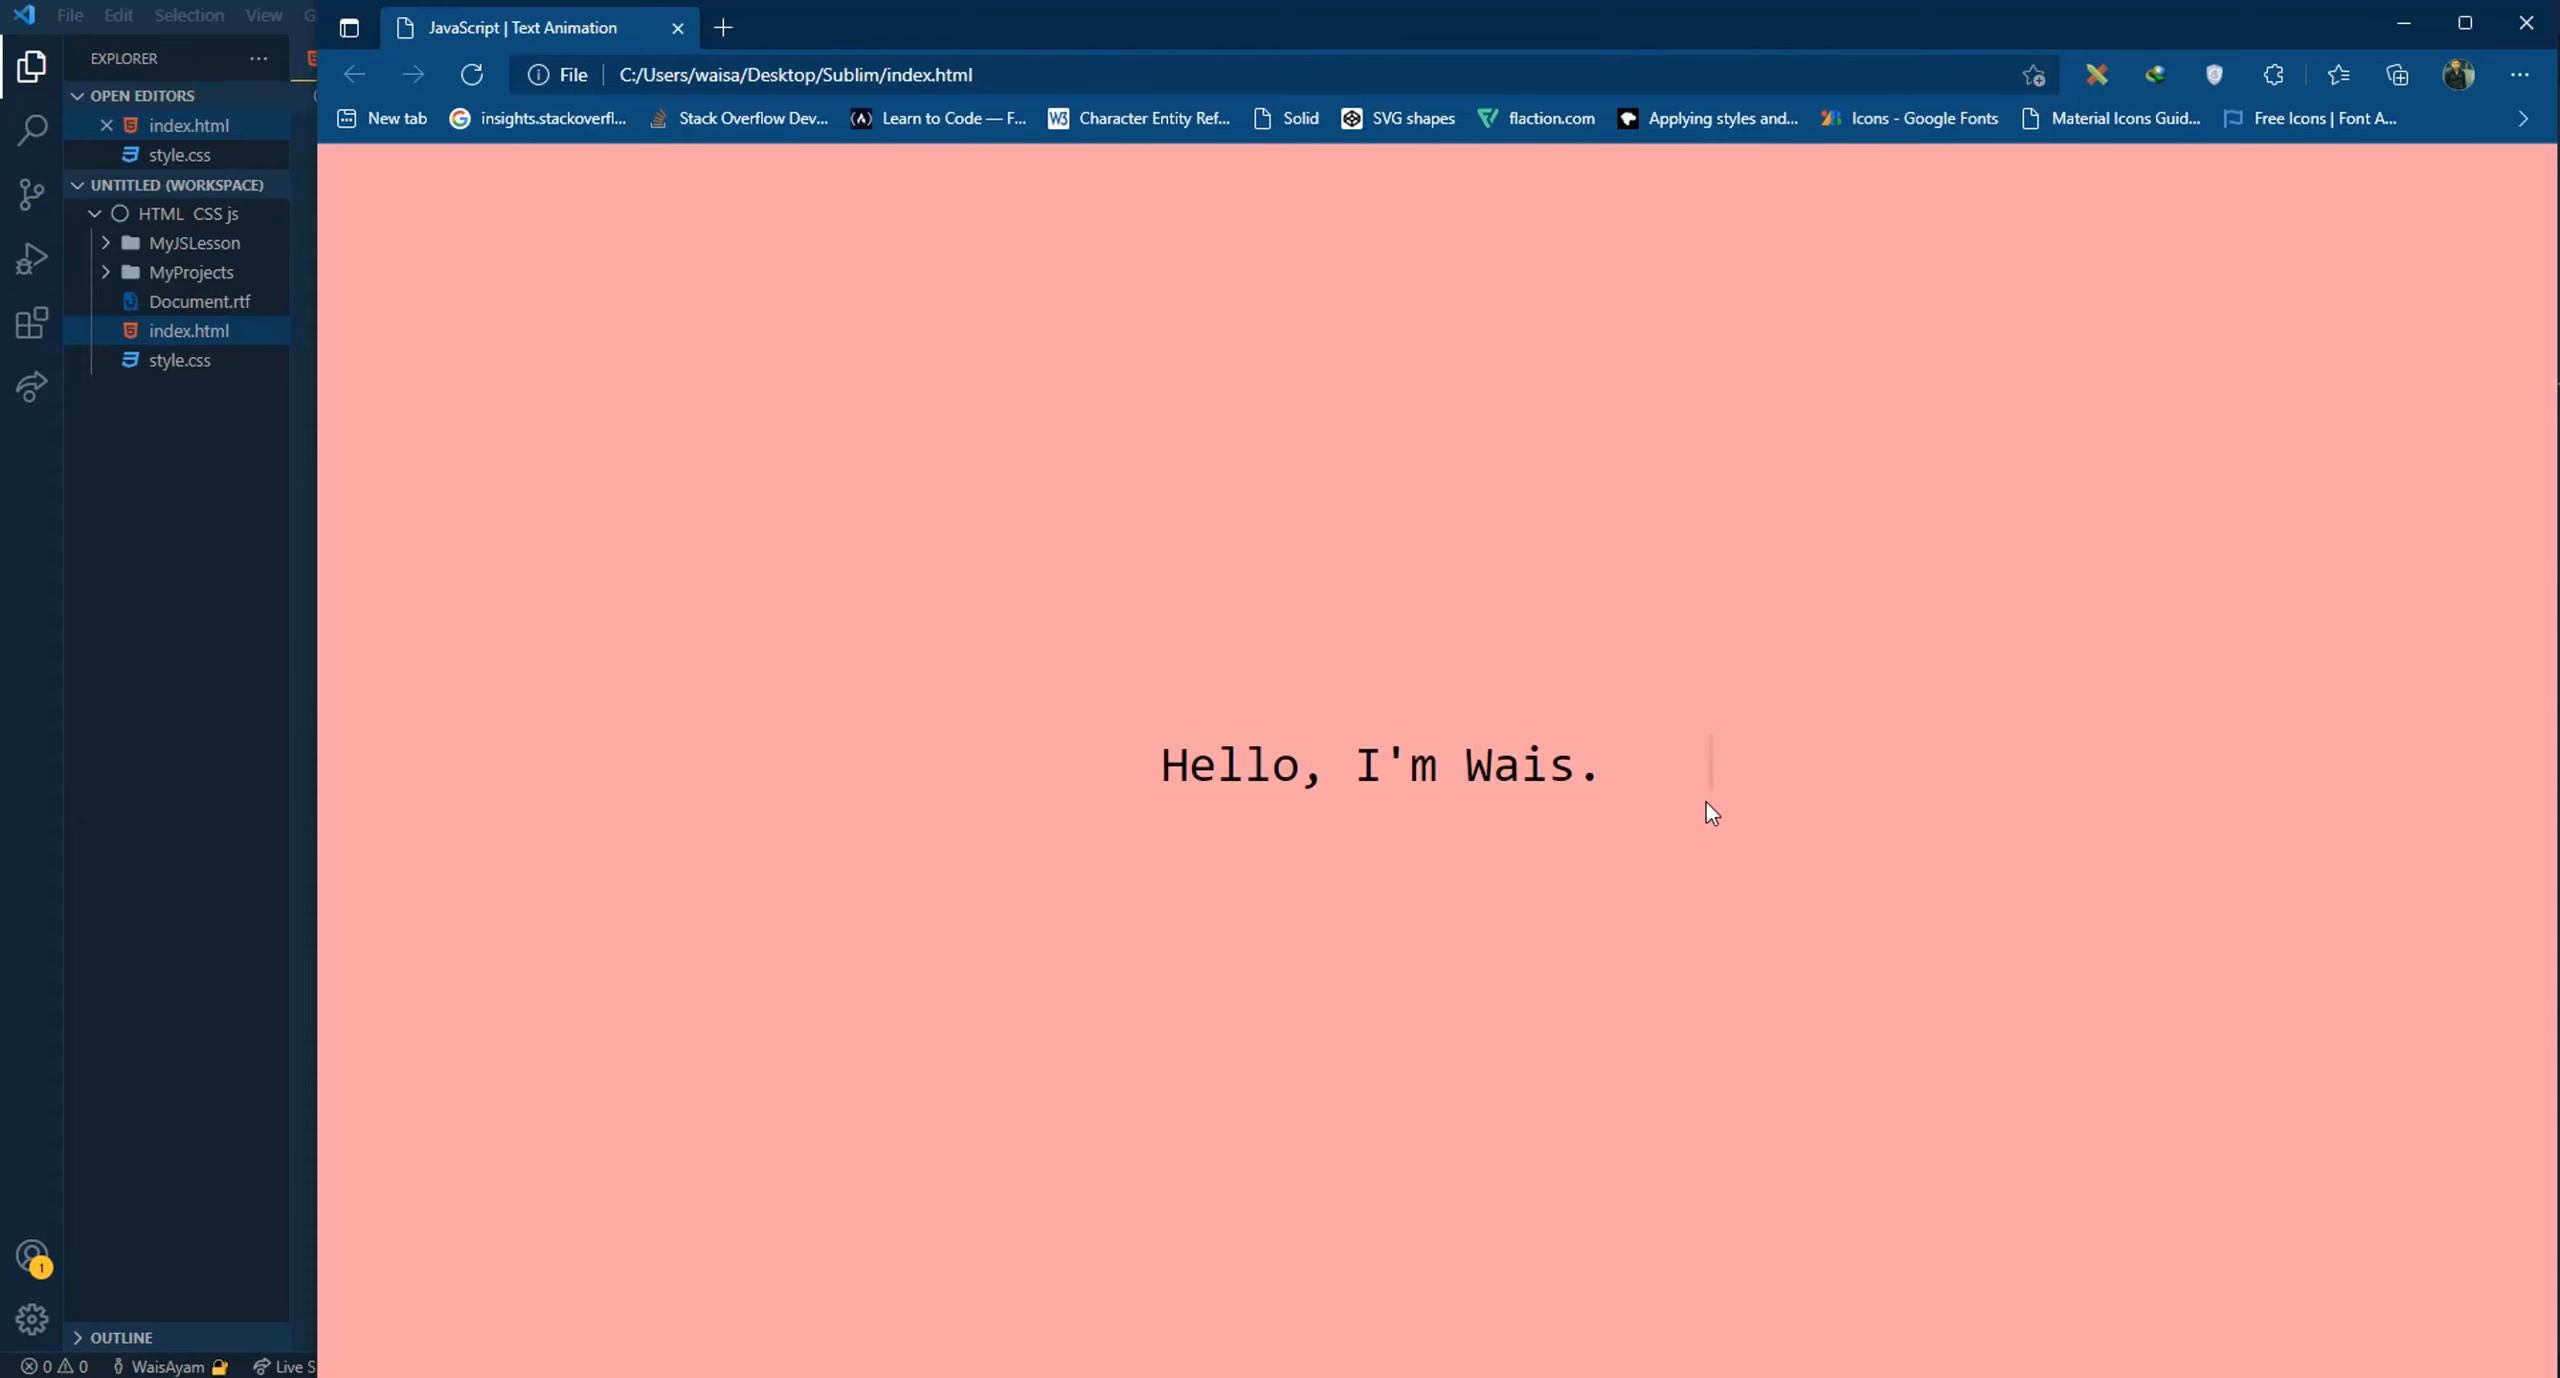 File Edit Selection View G
EXPLORER ...
OPEN EDITORS
index.html
style.css
UNTITLED (WORKSPACE)
HTML CSS js
MyJSLesson
MyProjects
Document.rtf
index.html
style.css
OUTLINE
1
0 0 WaisAyam Live S
JavaScript | Text Animation
File C:/Users/waisa/Desktop/Sublim/index.html
New tab insights.stackoverfl... Stack Overflow Dev... Learn to Code — F... Character Entity Ref... Solid SVG shapes flaction.com Applying styles and... Icons - Google Fonts Material Icons Guid... Free Icons | Font A...
Hello, I'm Wais.